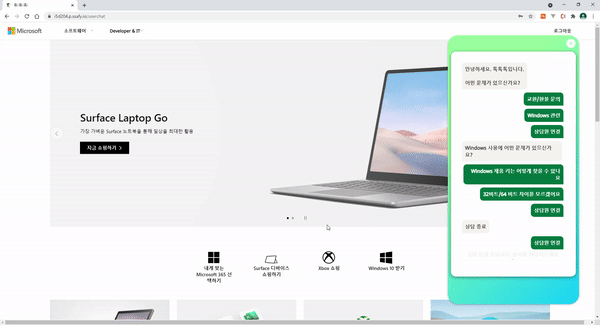 톡톡톡
i5d204.p.ssafy.io/userchat
Microsoft
소프트웨어
Developer & IT
로그아웃
Surface Laptop Go
가장 가벼운 Surface 노트북을 통해 일상을 최대한 활용
지금 쇼핑하기 >
안녕하세요, 톡톡톡입니다.
어떤 문제가 있으신가요?
교환/환불 문의
Windows 관련
상담원 연결
Windows 사용에 어떤 문제가 있으신가
요?
Windows 제품 키는 어떻게 찾을 수 있나
요
32비트/64 비트 차이를 모르겠어요
상담원 연결
상담 종료
상담원 연결
내게 맞는
Microsoft 365 선
택하기
Surface 디바이스
쇼핑하기
Xbox 쇼핑
Windows 10 받기